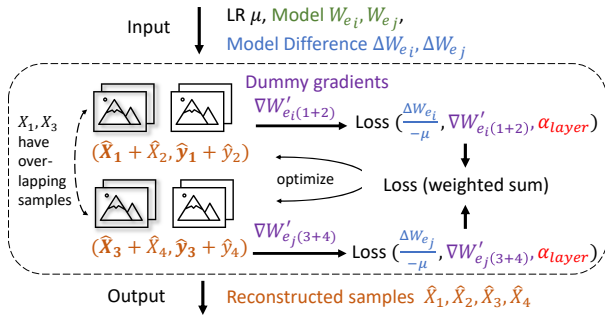 Input
LR μ, Model W_{e_i}, W_{e_j},
Model Difference ΔW_{e_i}, ΔW_{e_j}
Dummy gradients
X_1, X_3
have
over-
lapping
samples
∇W'_{e_i(1+2)}
Loss (ΔW_{e_i}/-μ, ∇W'_{e_i(1+2)}, α_{layer})
(X̂_1 + X̂_2, ŷ_1 + ŷ_2)
optimize
Loss (weighted sum)
(X̂_3 + X̂_4, ŷ_3 + ŷ_4)
∇W'_{e_j(3+4)}
Loss (ΔW_{e_j}/-μ, ∇W'_{e_j(3+4)}, α_{layer})
Output
Reconstructed samples X̂_1, X̂_2, X̂_3, X̂_4